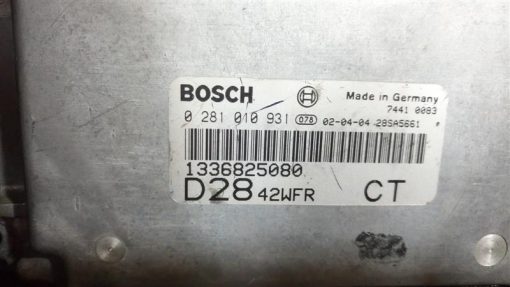 BOSCH Made in Germany
7441 0083
0 281 010 931 078 02-04-04 28SA5661
1336825080
D28 42WFR CT